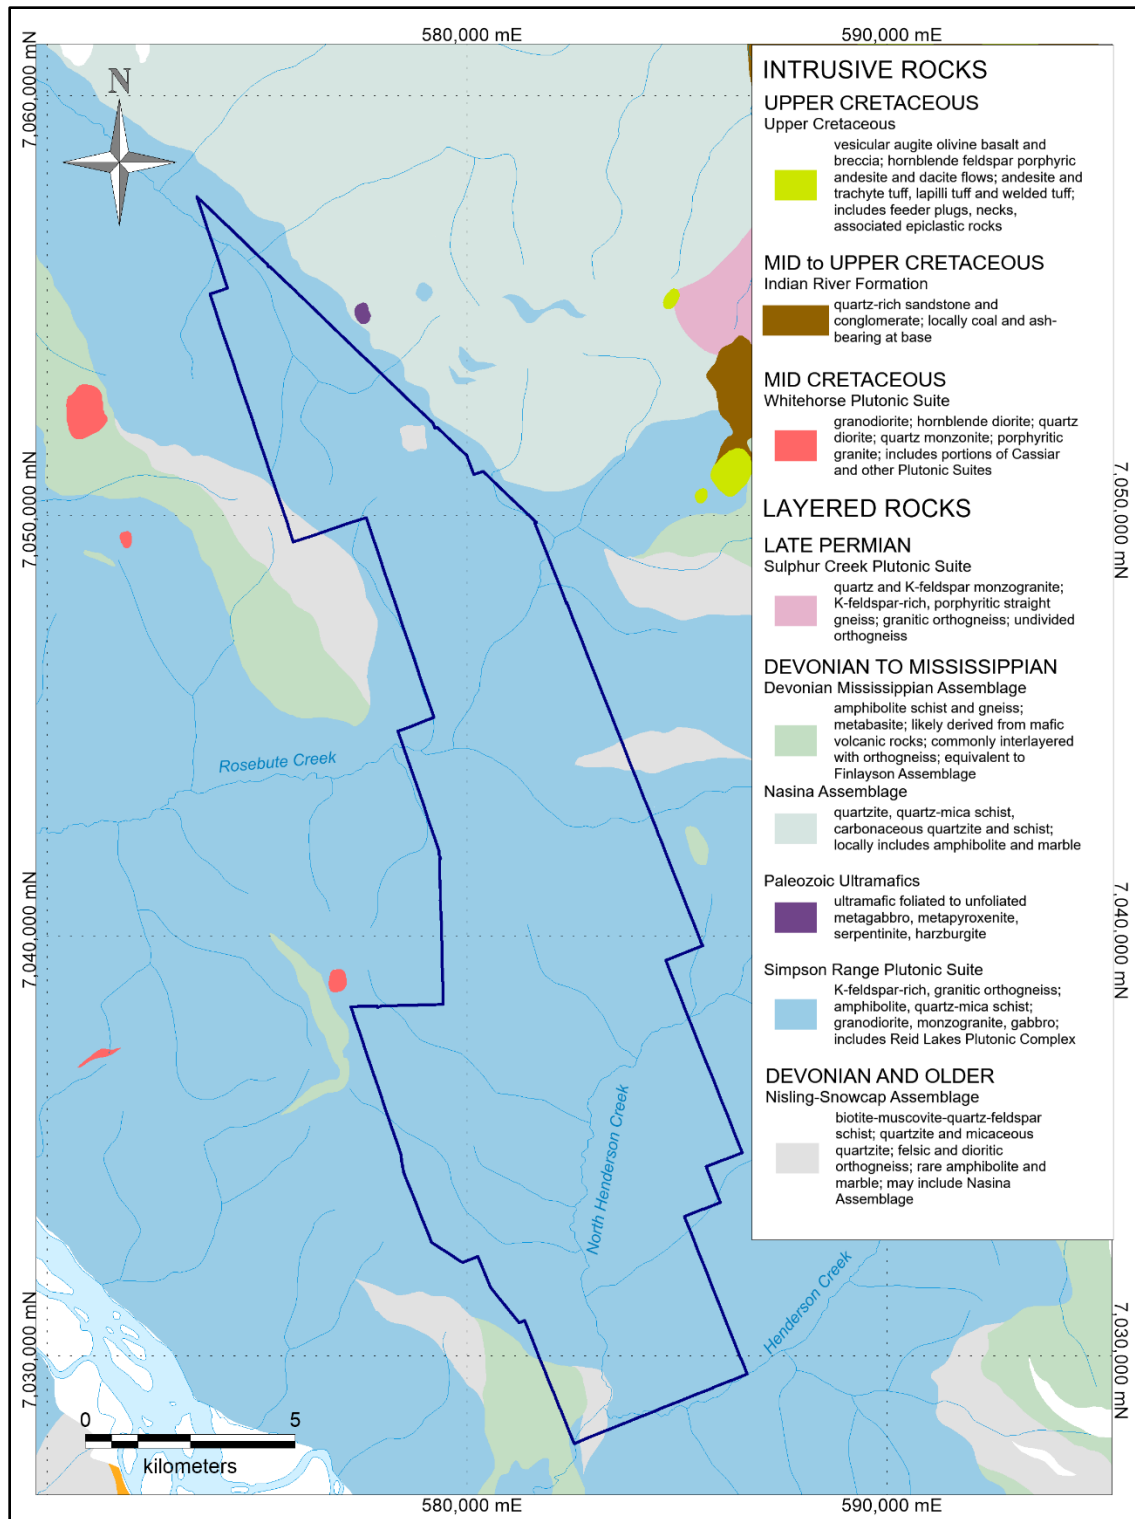 580,000 mE
590,000 mE
N
7,060,000 mN
7,050,000 mN
7,040,000 mN
7,030,000 mN
7,050,000 mN
7,040,000 mN
7,030,000 mN
INTRUSIVE ROCKS
UPPER CRETACEOUS
Upper Cretaceous
vesicular augite olivine basalt and
breccia; hornblende feldspar porphyric
andesite and dacite flows; andesite and
trachyte tuff, lapilli tuff and welded tuff;
includes feeder plugs, necks,
associated epiclastic rocks
MID to UPPER CRETACEOUS
Indian River Formation
quartz-rich sandstone and
conglomerate; locally coal and ash-
bearing at base
MID CRETACEOUS
Whitehorse Plutonic Suite
granodiorite; hornblende diorite; quartz
diorite; quartz monzonite; porphyritic
granite; includes portions of Cassiar
and other Plutonic Suites
LAYERED ROCKS
LATE PERMIAN
Sulphur Creek Plutonic Suite
quartz and K-feldspar monzogranite;
K-feldspar-rich, porphyritic straight
gneiss; granitic orthogneiss; undivided
orthogneiss
DEVONIAN TO MISSISSIPPIAN
Devonian Mississippian Assemblage
amphibolite schist and gneiss;
metabasite; likely derived from mafic
volcanic rocks; commonly interlayered
with orthogneiss; equivalent to
Finlayson Assemblage
Nasina Assemblage
quartzite, quartz-mica schist,
carbonaceous quartzite and schist;
locally includes amphibolite and marble
Paleozoic Ultramafics
ultramafic foliated to unfoliated
metagabbro, metapyroxenite,
serpentinite, harzburgite
Simpson Range Plutonic Suite
K-feldspar-rich, granitic orthogneiss;
amphibolite, quartz-mica schist;
granodiorite, monzogranite, gabbro;
includes Reid Lakes Plutonic Complex
DEVONIAN AND OLDER
Nisling-Snowcap Assemblage
biotite-muscovite-quartz-feldspar
schist; quartzite and micaceous
quartzite; felsic and dioritic
orthogneiss; rare amphibolite and
marble; may include Nasina
Assemblage
Rosebute Creek
North Henderson Creek
Henderson Creek
0 5
kilometers
580,000 mE
590,000 mE